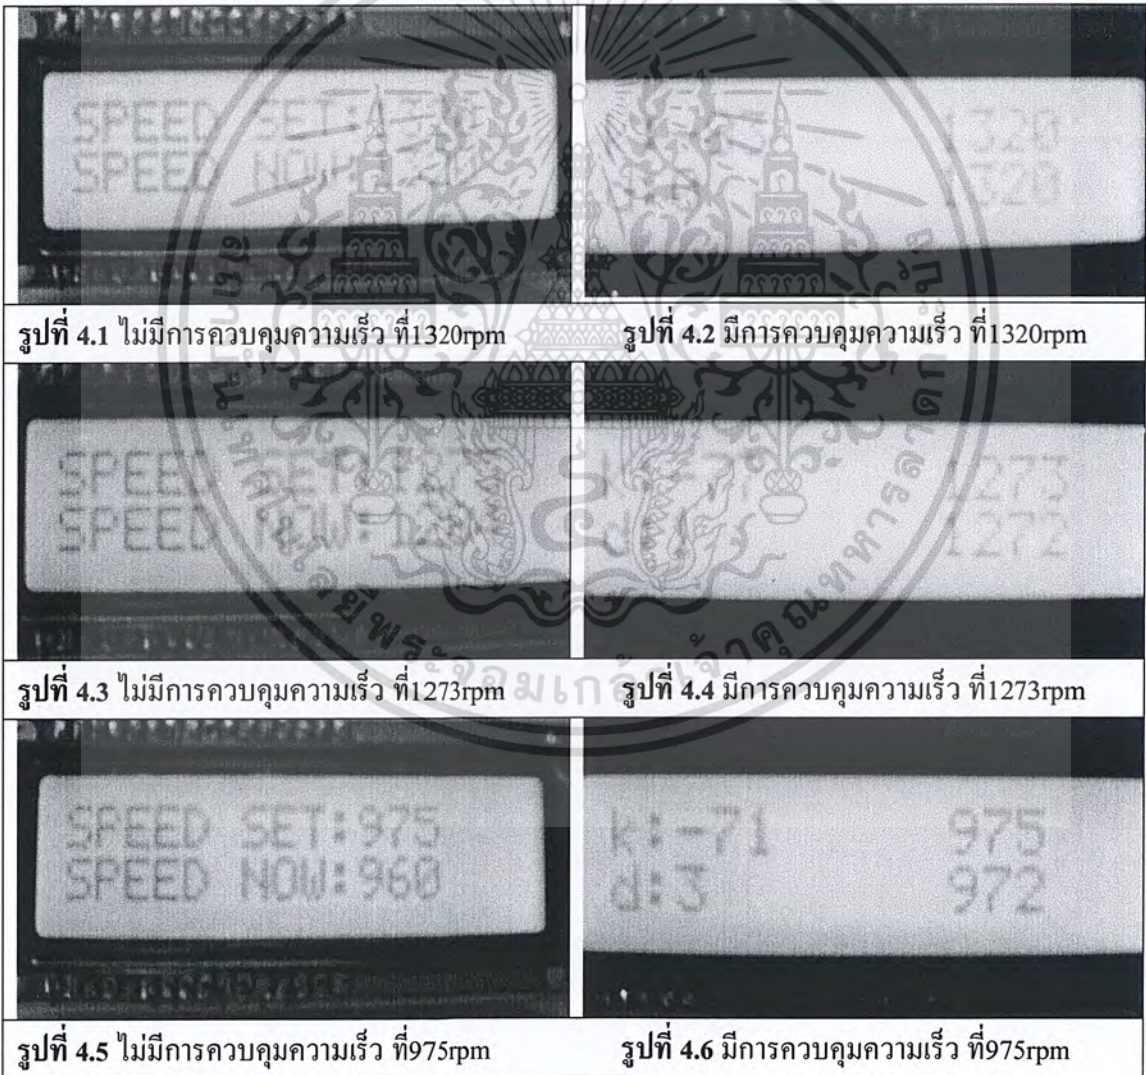 SPEED SET:
SPEED NOW:
1320
1320
รูปที่ 4.1 ไม่มีการควบคุมความเร็ว ที่1320rpm
รูปที่ 4.2 มีการควบคุมความเร็ว ที่1320rpm
SPEED SET:
SPEED NOW:
1273
1272
รูปที่ 4.3 ไม่มีการควบคุมความเร็ว ที่1273rpm
รูปที่ 4.4 มีการควบคุมความเร็ว ที่1273rpm
SPEED SET:975
SPEED NOW:960
k:-71 975
d:3 972
รูปที่ 4.5 ไม่มีการควบคุมความเร็ว ที่975rpm
รูปที่ 4.6 มีการควบคุมความเร็ว ที่975rpm